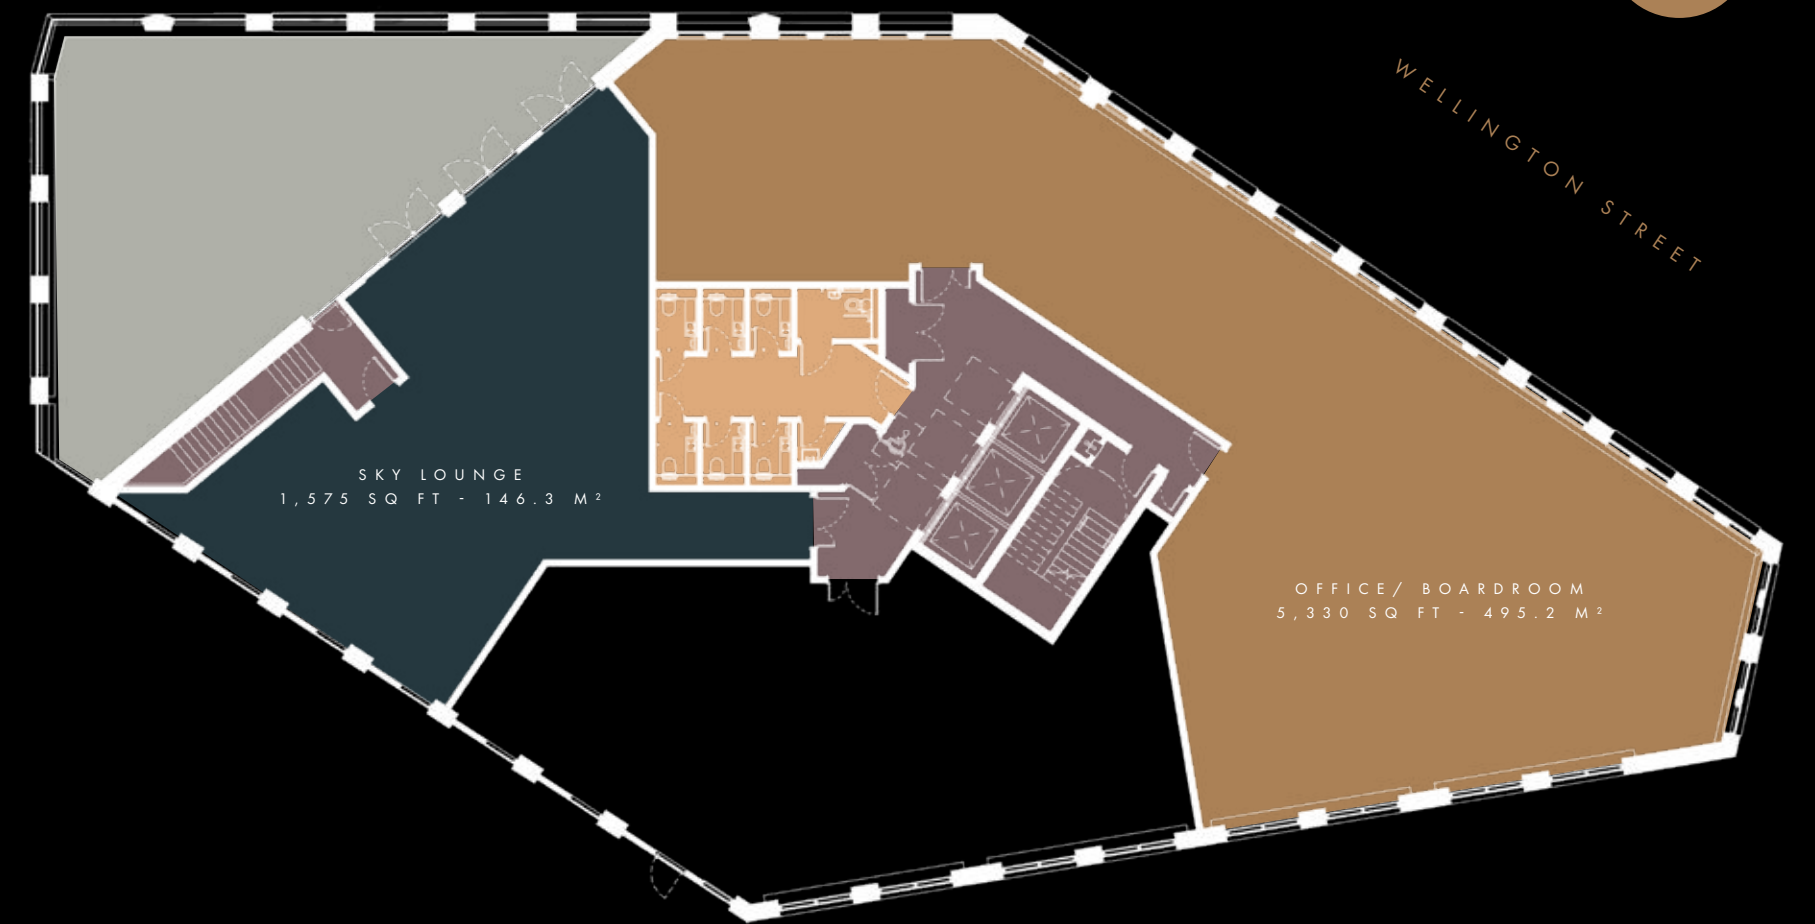 WELLINGTON STREET
SKY LOUNGE
1,575 SQ FT - 146.3 M²
OFFICE/ BOARDROOM
5,330 SQ FT - 495.2 M²